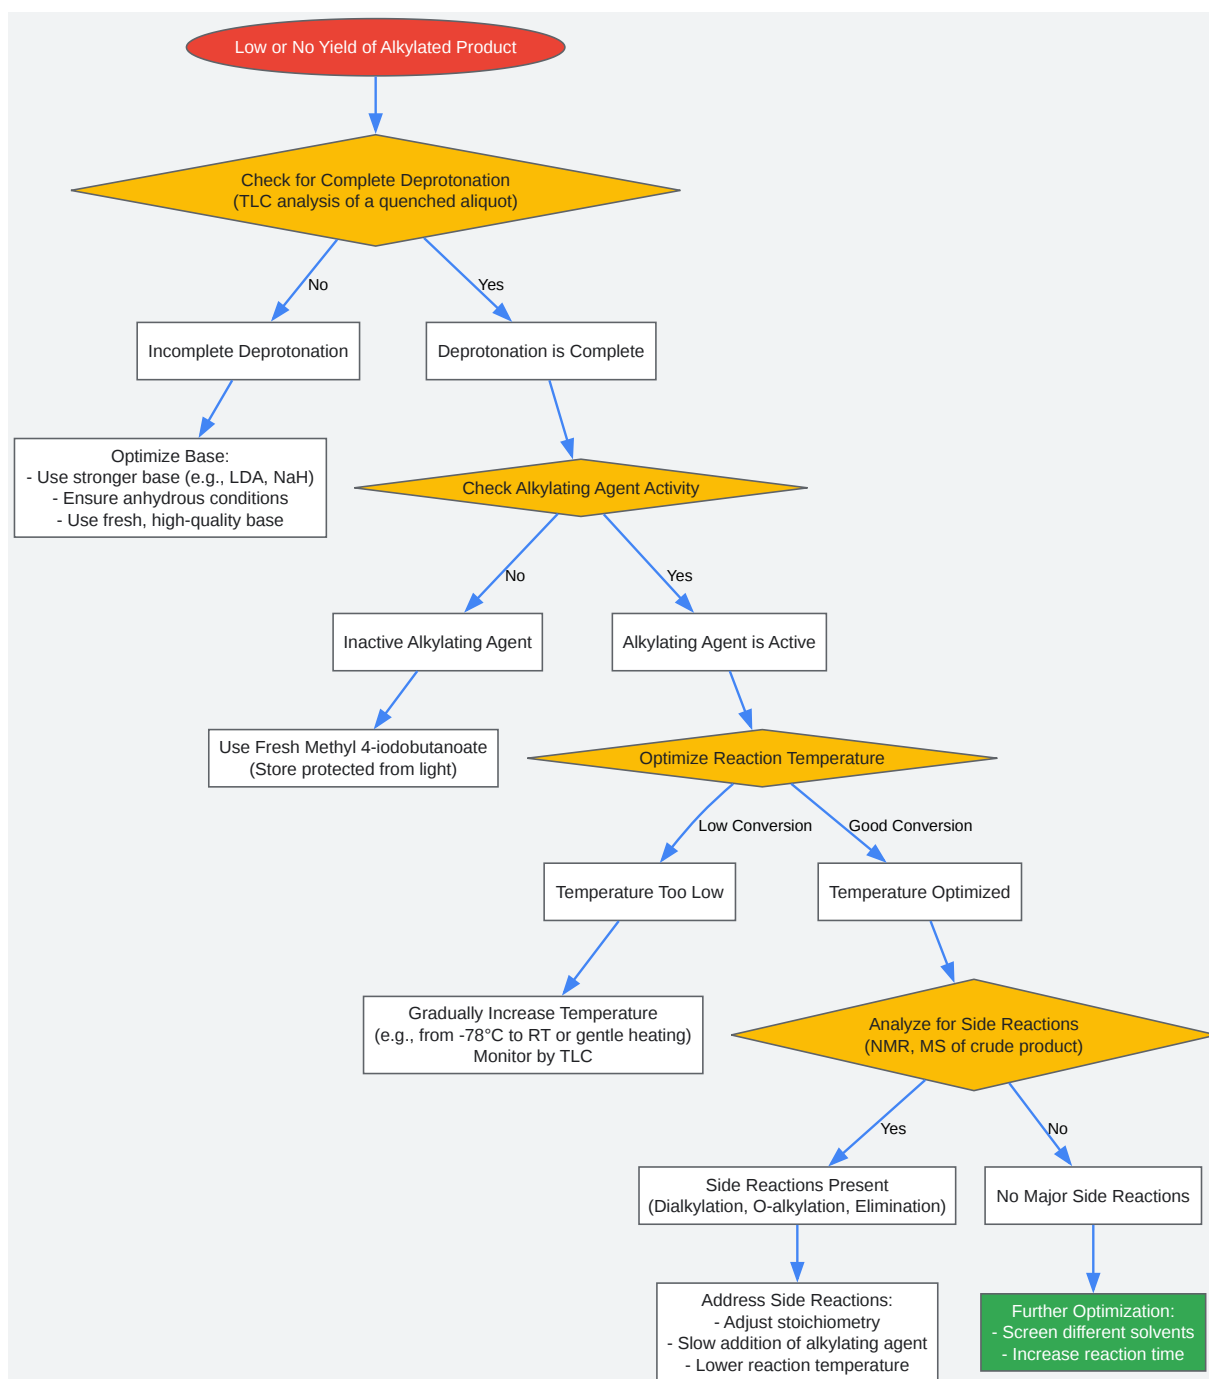 Low or No Yield of Alkylated Product
Check for Complete Deprotonation
(TLC analysis of a quenched aliquot)
No
Yes
Incomplete Deprotonation
Deprotonation is Complete
Optimize Base:
- Use stronger base (e.g., LDA, NaH)
- Ensure anhydrous conditions
- Use fresh, high-quality base
Check Alkylating Agent Activity
No
Yes
Inactive Alkylating Agent
Alkylating Agent is Active
Use Fresh Methyl 4-iodobutanoate
(Store protected from light)
Optimize Reaction Temperature
Low Conversion
Good Conversion
Temperature Too Low
Temperature Optimized
Gradually Increase Temperature
(e.g., from -78°C to RT or gentle heating)
Monitor by TLC
Analyze for Side Reactions
(NMR, MS of crude product)
Yes
No
Side Reactions Present
(Dialkylation, O-alkylation, Elimination)
No Major Side Reactions
Address Side Reactions:
- Adjust stoichiometry
- Slow addition of alkylating agent
- Lower reaction temperature
Further Optimization:
- Screen different solvents
- Increase reaction time